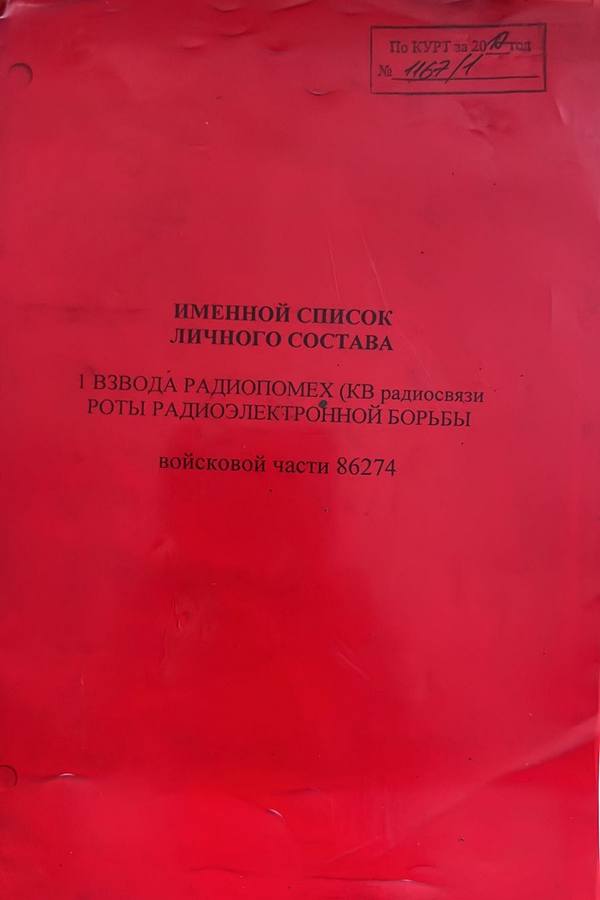 По КУРТ за 20 год
№ 1167/1
ИМЕННОЙ СПИСОК
ЛИЧНОГО СОСТАВА
1 ВЗВОДА РАДИОПОМЕХ (КВ радиосвязи
РОТЫ РАДИОЭЛЕКТРОННОЙ БОРЬБЫ
войсковой части 86274